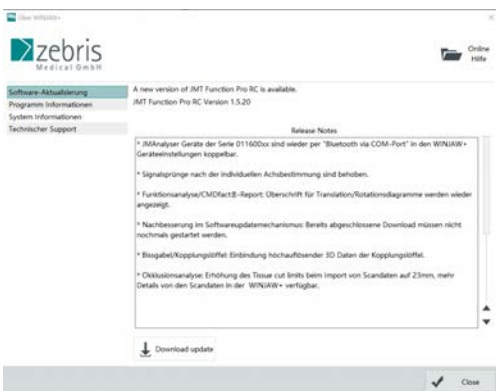 Über WINJAW+
zebris
Medical GmbH
Online
Hilfe
Software-Aktualisierung
Programm Informationen
System Informationen
Technischer Support
A new version of JMT Function Pro RC is available.
JMT Function Pro RC Version 1.5.20
Release Notes
* JMAnalyser Geräte der Serie 011600xx sind wieder per "Bluetooth via COM-Port" in den WINJAW+
Geräteeinstellungen koppelbar.
* Signalsprünge nach der individuellen Achsbestimmung sind behoben.
* Funktionsanalyse/CMDfact®-Report: Überschrift für Translation/Rotationsdiagramme werden wieder
angezeigt.
* Nachbesserung im Softwareupdatemechanismus: Bereits abgeschlossene Download müssen nicht
nochmals gestartet werden.
* Bissgabel/Kopplungslöffel: Einbindung höchauflösender 3D Daten der Kopplungslöffel.
* Okklusionsanalyse: Erhöhung des Tissue cut limits beim Import von Scandaten auf 23mm, mehr
Details von den Scandaten in der WINJAW+ verfügbar.
Download update
Close